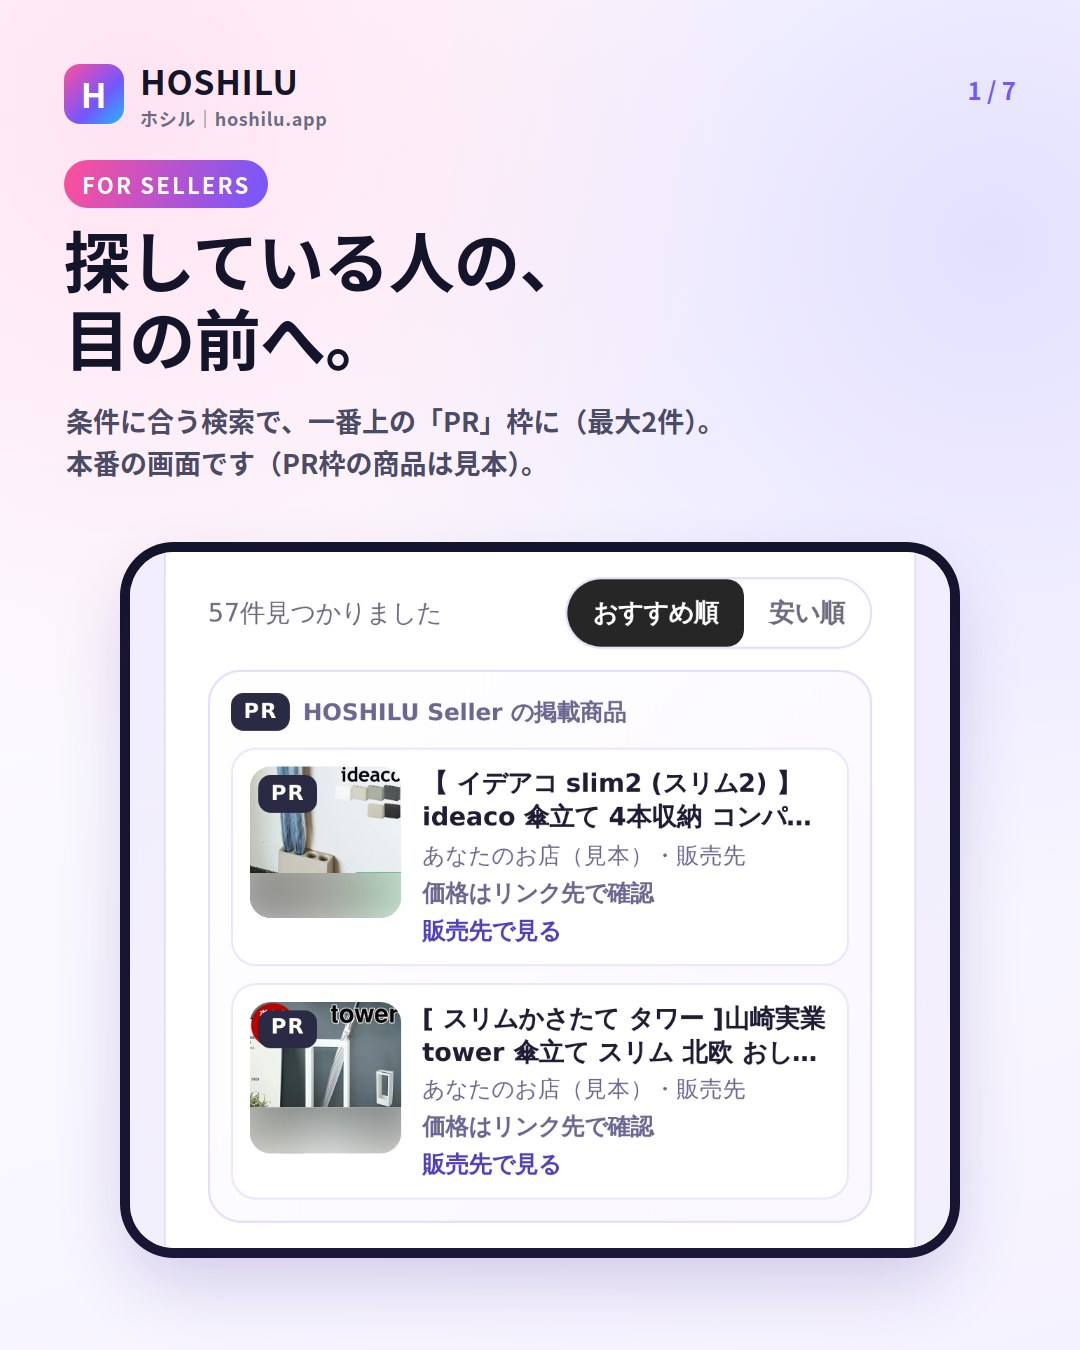 H
HOSHILU
ホシル｜hoshilu.app
1 / 7
FOR SELLERS
探している人の、
目の前へ。
条件に合う検索で、一番上の「PR」枠に（最大2件）。
本番の画面です（PR枠の商品は見本）。
57件見つかりました
おすすめ順
安い順
PR
HOSHILU Seller の掲載商品
PR
ideaco
【 イデアコ slim2 (スリム2) 】
ideaco 傘立て 4本収納 コンパ…
あなたのお店（見本）・販売先
価格はリンク先で確認
販売先で見る
PR
tower
[ スリムかさたて タワー ]山崎実業
tower 傘立て スリム 北欧 おし…
あなたのお店（見本）・販売先
価格はリンク先で確認
販売先で見る